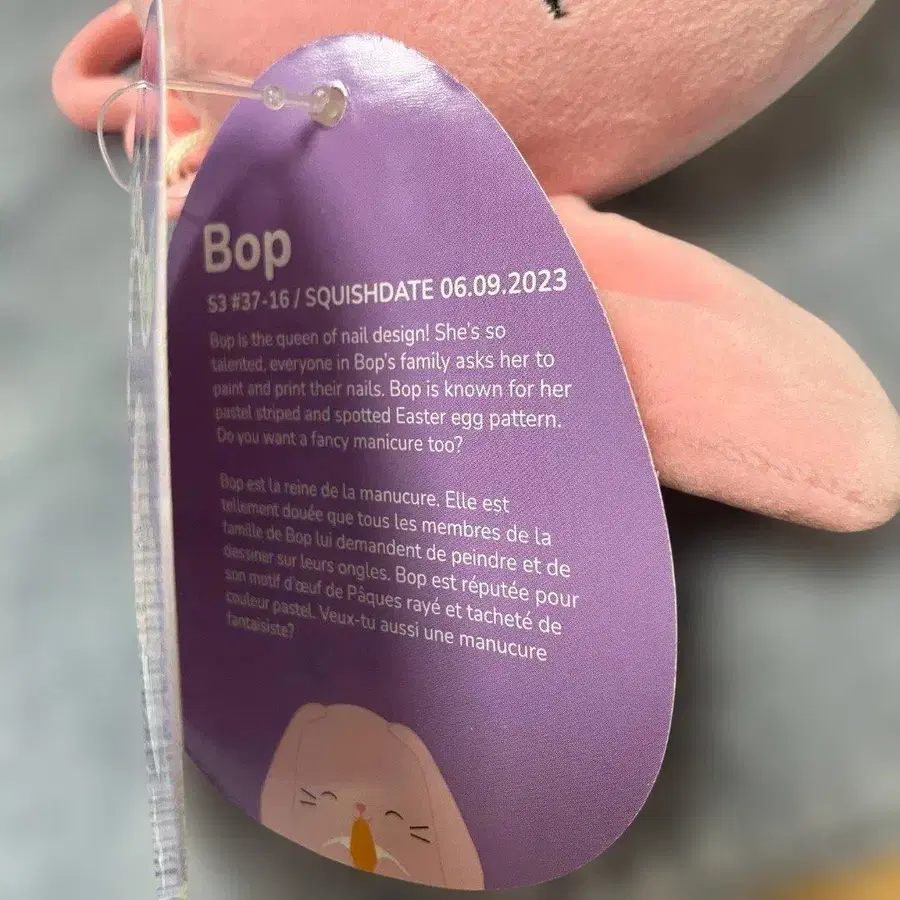 Bop
S3 #37-16 / SQUISHDATE 06.09.2023
Bop is the queen of nail design! She's so
talented, everyone in Bop's family asks her to
paint and print their nails. Bop is known for her
pastel striped and spotted Easter egg pattern.
Do you want a fancy manicure too?
Bop est la reine de la manucure. Elle est
tellement douée que tous les membres de la
famille de Bop lui demandent de peindre et de
dessiner sur leurs ongles. Bop est réputée pour
son motif d'œuf de Pâques rayé et tacheté de
couleur pastel. Veux-tu aussi une manucure
fantaisiste?